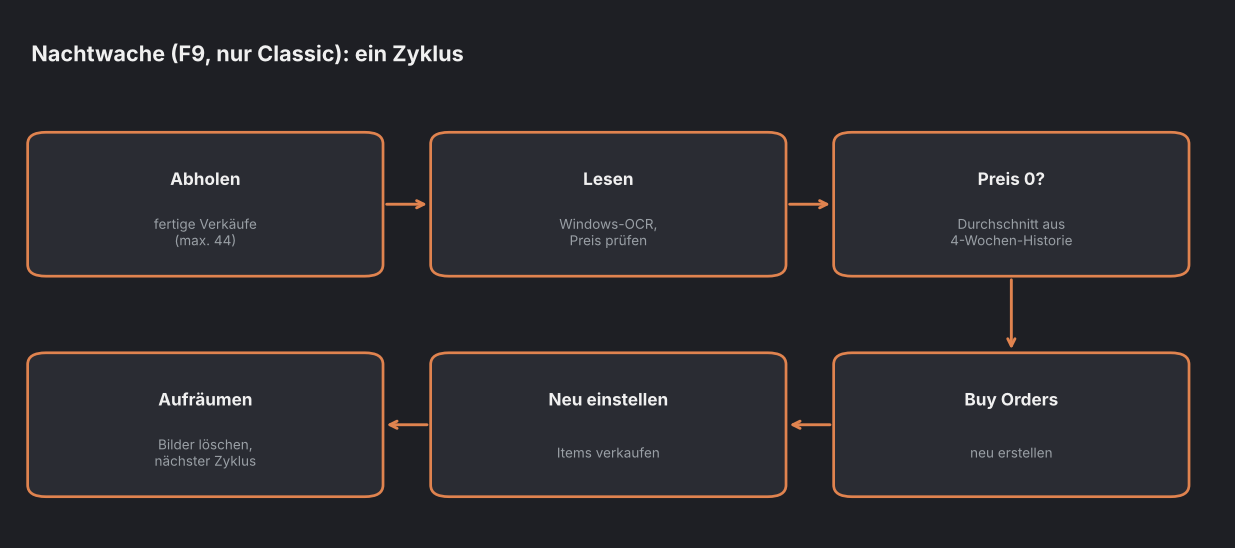 Nachtwache (F9, nur Classic): ein Zyklus
Abholen
fertige Verkäufe
(max. 44)
Lesen
Windows-OCR,
Preis prüfen
Preis 0?
Durchschnitt aus
4-Wochen-Historie
Aufräumen
Bilder löschen,
nächster Zyklus
Neu einstellen
Items verkaufen
Buy Orders
neu erstellen